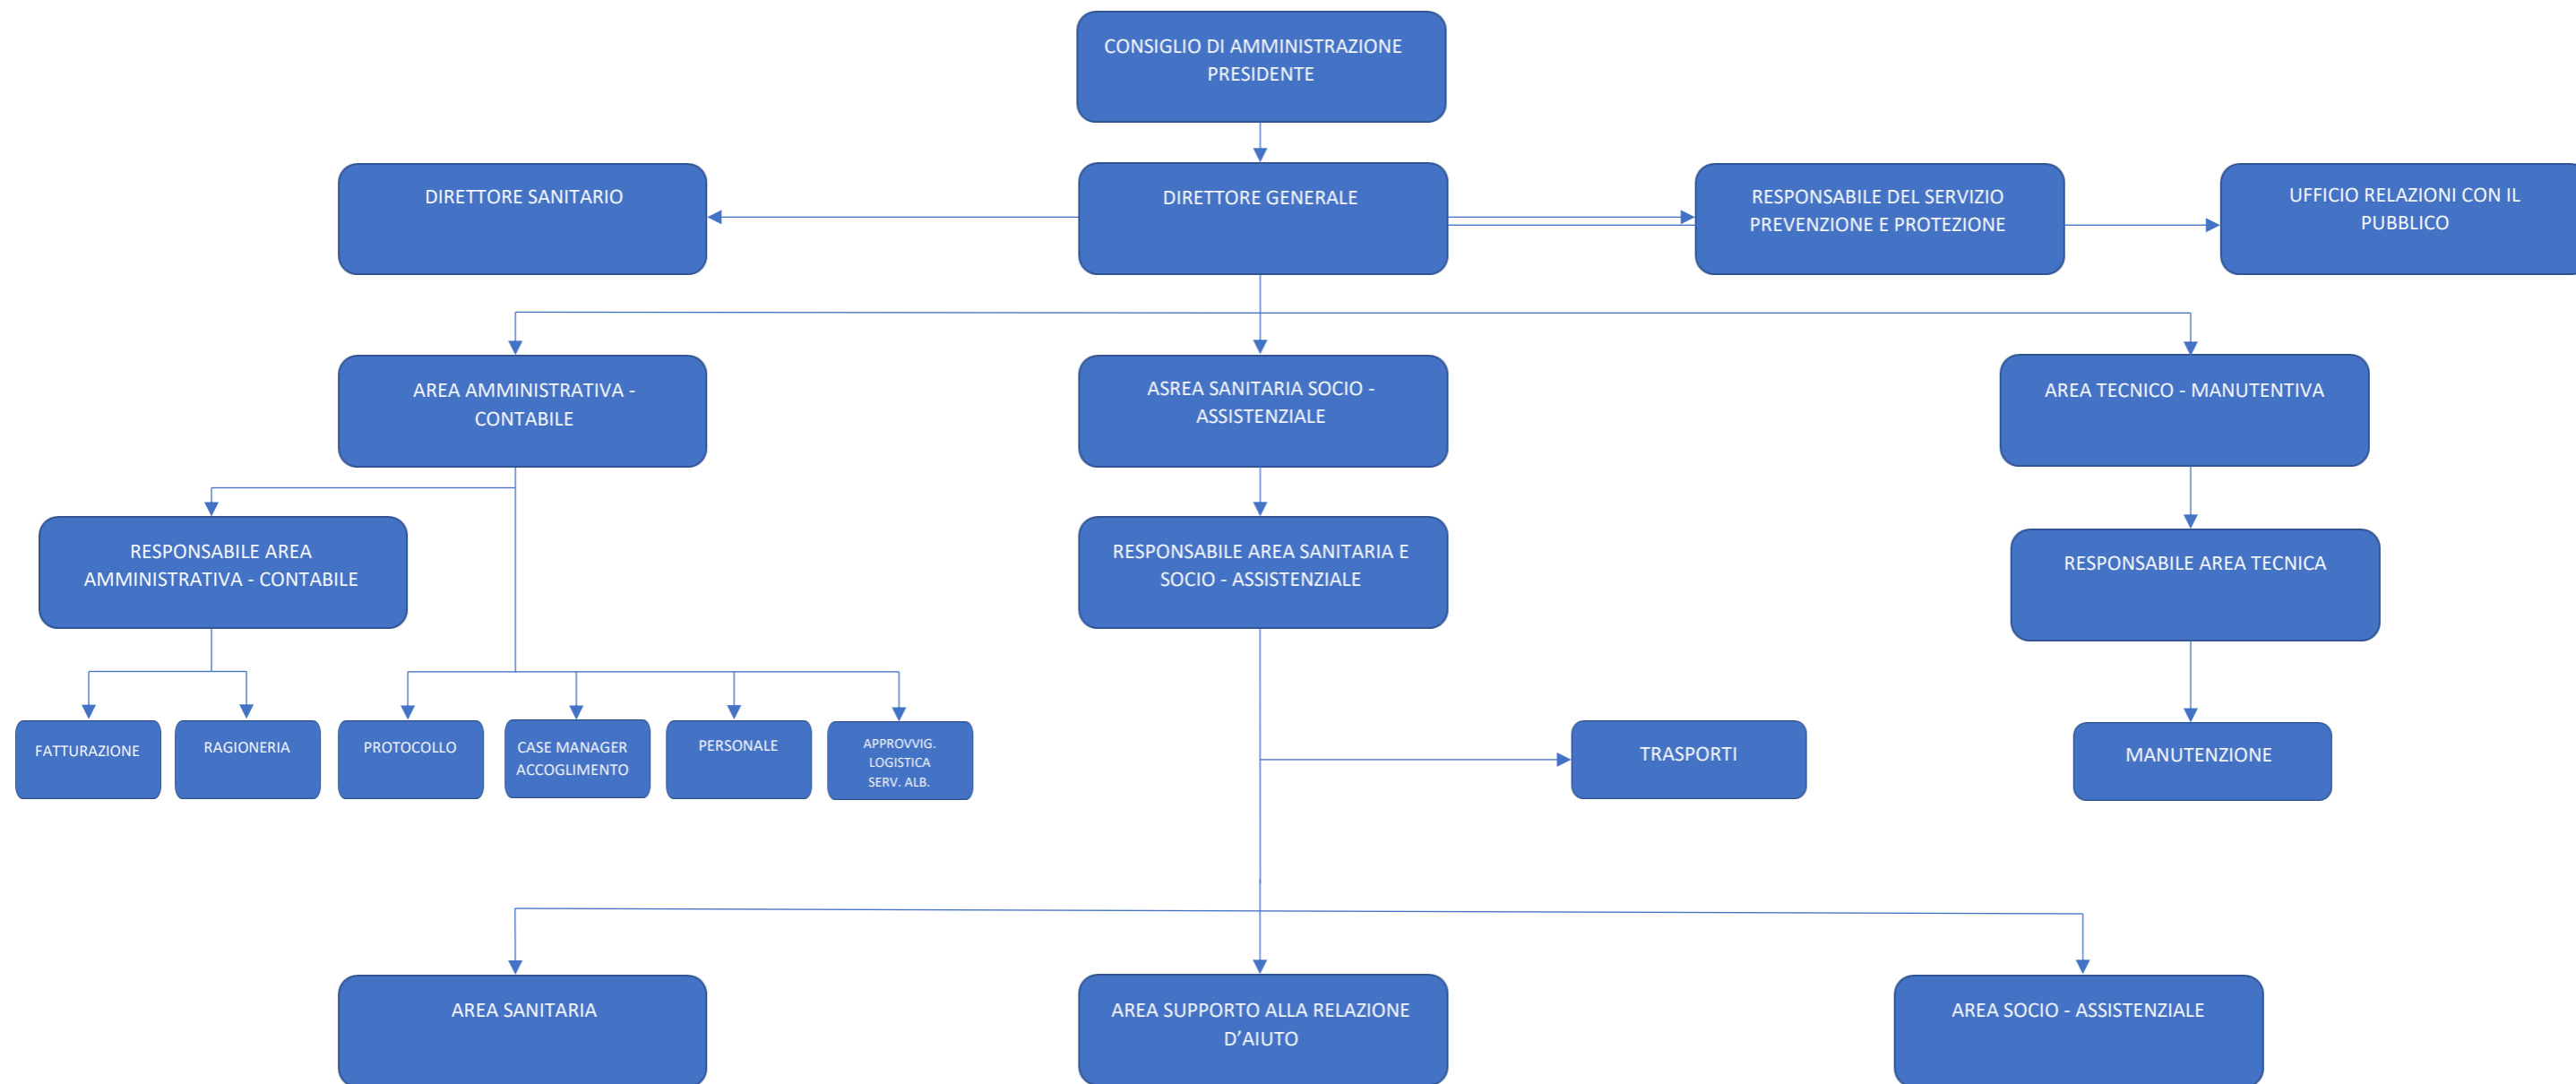 CONSIGLIO DI AMMINISTRAZIONE
PRESIDENTE
DIRETTORE SANITARIO
DIRETTORE GENERALE
RESPONSABILE DEL SERVIZIO
PREVENZIONE E PROTEZIONE
UFFICIO RELAZIONI CON IL
PUBBLICO
AREA AMMINISTRATIVA -
CONTABILE
ASREA SANITARIA SOCIO -
ASSISTENZIALE
AREA TECNICO - MANUTENTIVA
RESPONSABILE AREA
AMMINISTRATIVA - CONTABILE
RESPONSABILE AREA SANITARIA E
SOCIO - ASSISTENZIALE
RESPONSABILE AREA TECNICA
FATTURAZIONE
RAGIONERIA
PROTOCOLLO
CASE MANAGER
ACCOGLIMENTO
PERSONALE
APPROVVIG.
LOGISTICA
SERV. ALB.
TRASPORTI
MANUTENZIONE
AREA SANITARIA
AREA SUPPORTO ALLA RELAZIONE
D’AIUTO
AREA SOCIO - ASSISTENZIALE